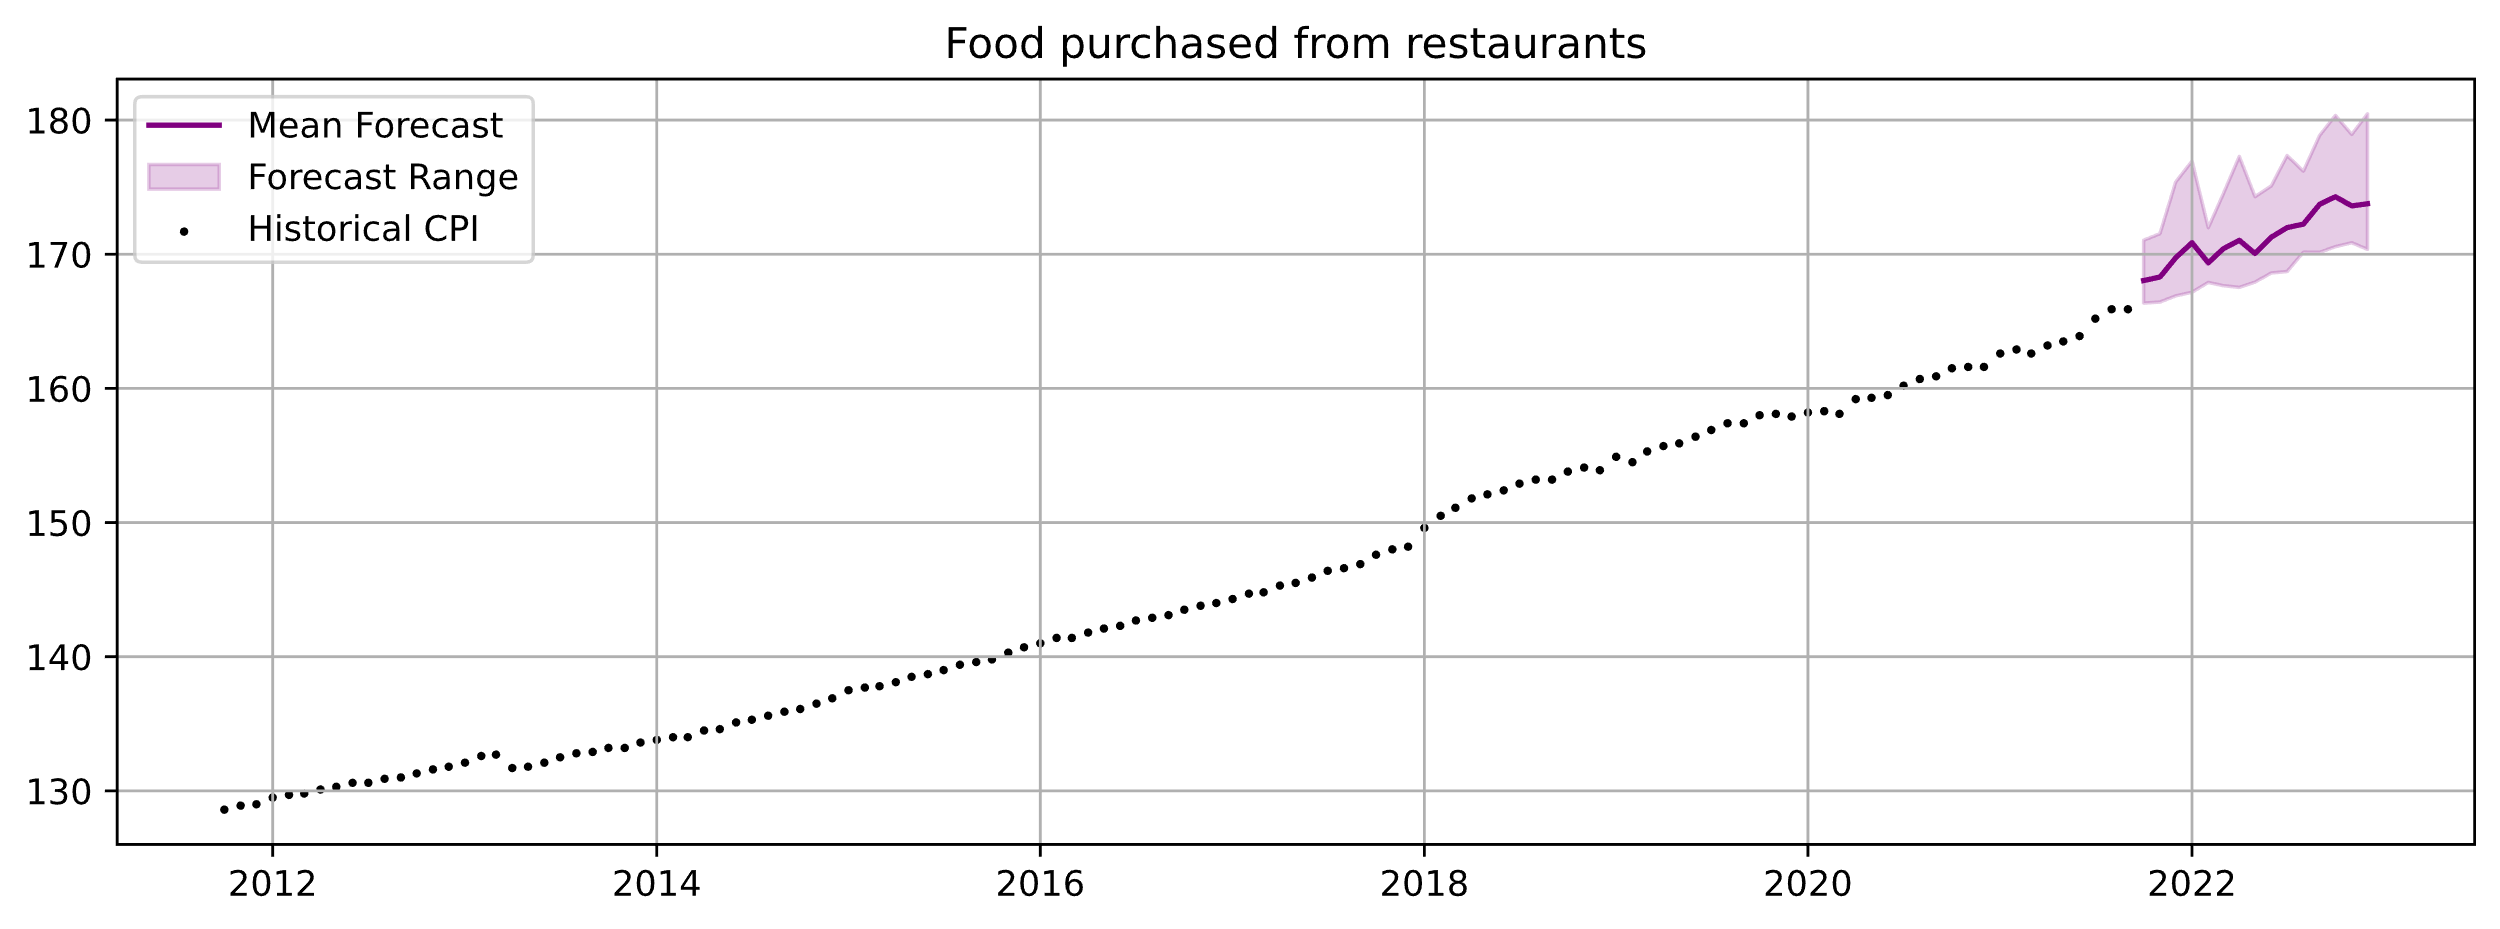 Food purchased from restaurants
Mean Forecast
Forecast Range
Historical CPI
180
170
160
150
140
130
2012 2014 2016 2018 2020 2022